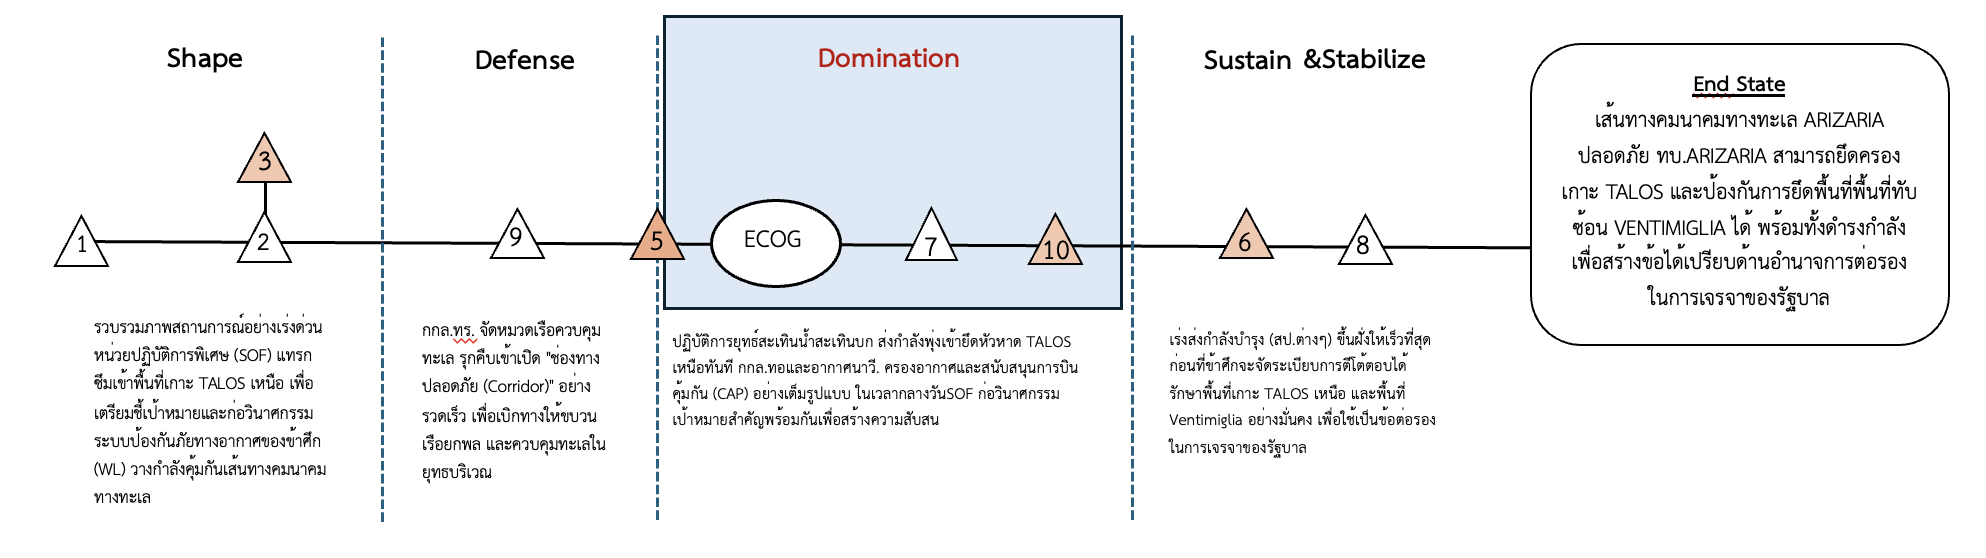 Shape
Defense
Domination
Sustain &Stabilize
3
1
2
9
5
ECOG
7
10
6
8
End State
เส้นทางคมนาคมทางทะเล ARIZARIA
ปลอดภัย ทบ.ARIZARIA สามารถยึดครอง
เกาะ TALOS และป้องกันการยึดพื้นที่พื้นที่ทับ
ซ้อน VENTIMIGLIA ได้ พร้อมทั้งดำรงกำลัง
เพื่อสร้างข้อได้เปรียบด้านอำนาจการต่อรอง
ในการเจรจาของรัฐบาล
รวบรวมภาพสถานการณ์อย่างเร่งด่วน
หน่วยปฏิบัติการพิเศษ (SOF) แทรก
ซึมเข้าพื้นที่เกาะ TALOS เหนือ เพื่อ
เตรียมชี้เป้าหมายและก่อวินาศกรรม
ระบบป้องกันภัยทางอากาศของข้าศึก
(WL) วางกำลังคุ้มกันเส้นทางคมนาคม
ทางทะเล
กกล.ทร. จัดหมวดเรือควบคุม
ทะเล รุกคืบเข้าเปิด "ช่องทาง
ปลอดภัย (Corridor)" อย่าง
รวดเร็ว เพื่อเบิกทางให้ขบวน
เรือยกพล และควบคุมทะเลใน
ยุทธบริเวณ
ปฏิบัติการยุทธ์สะเทินน้ำสะเทินบก ส่งกำลังพุ่งเข้ายึดหัวหาด TALOS
เหนือทันที กกล.ทอและอากาศนาวี. ครองอากาศและสนับสนุนการบิน
คุ้มกัน (CAP) อย่างเต็มรูปแบบ ในเวลากลางวันSOF ก่อวินาศกรรม
เป้าหมายสำคัญพร้อมกันเพื่อสร้างความสับสน
เร่งส่งกำลังบำรุง (สป.ต่างๆ) ขึ้นฝั่งให้เร็วที่สุด
ก่อนที่ข้าศึกจะจัดระเบียบการตีโต้ตอบได้
รักษาพื้นที่เกาะ TALOS เหนือ และพื้นที่
Ventimiglia อย่างมั่นคง เพื่อใช้เป็นข้อต่อรอง
ในการเจรจาของรัฐบาล